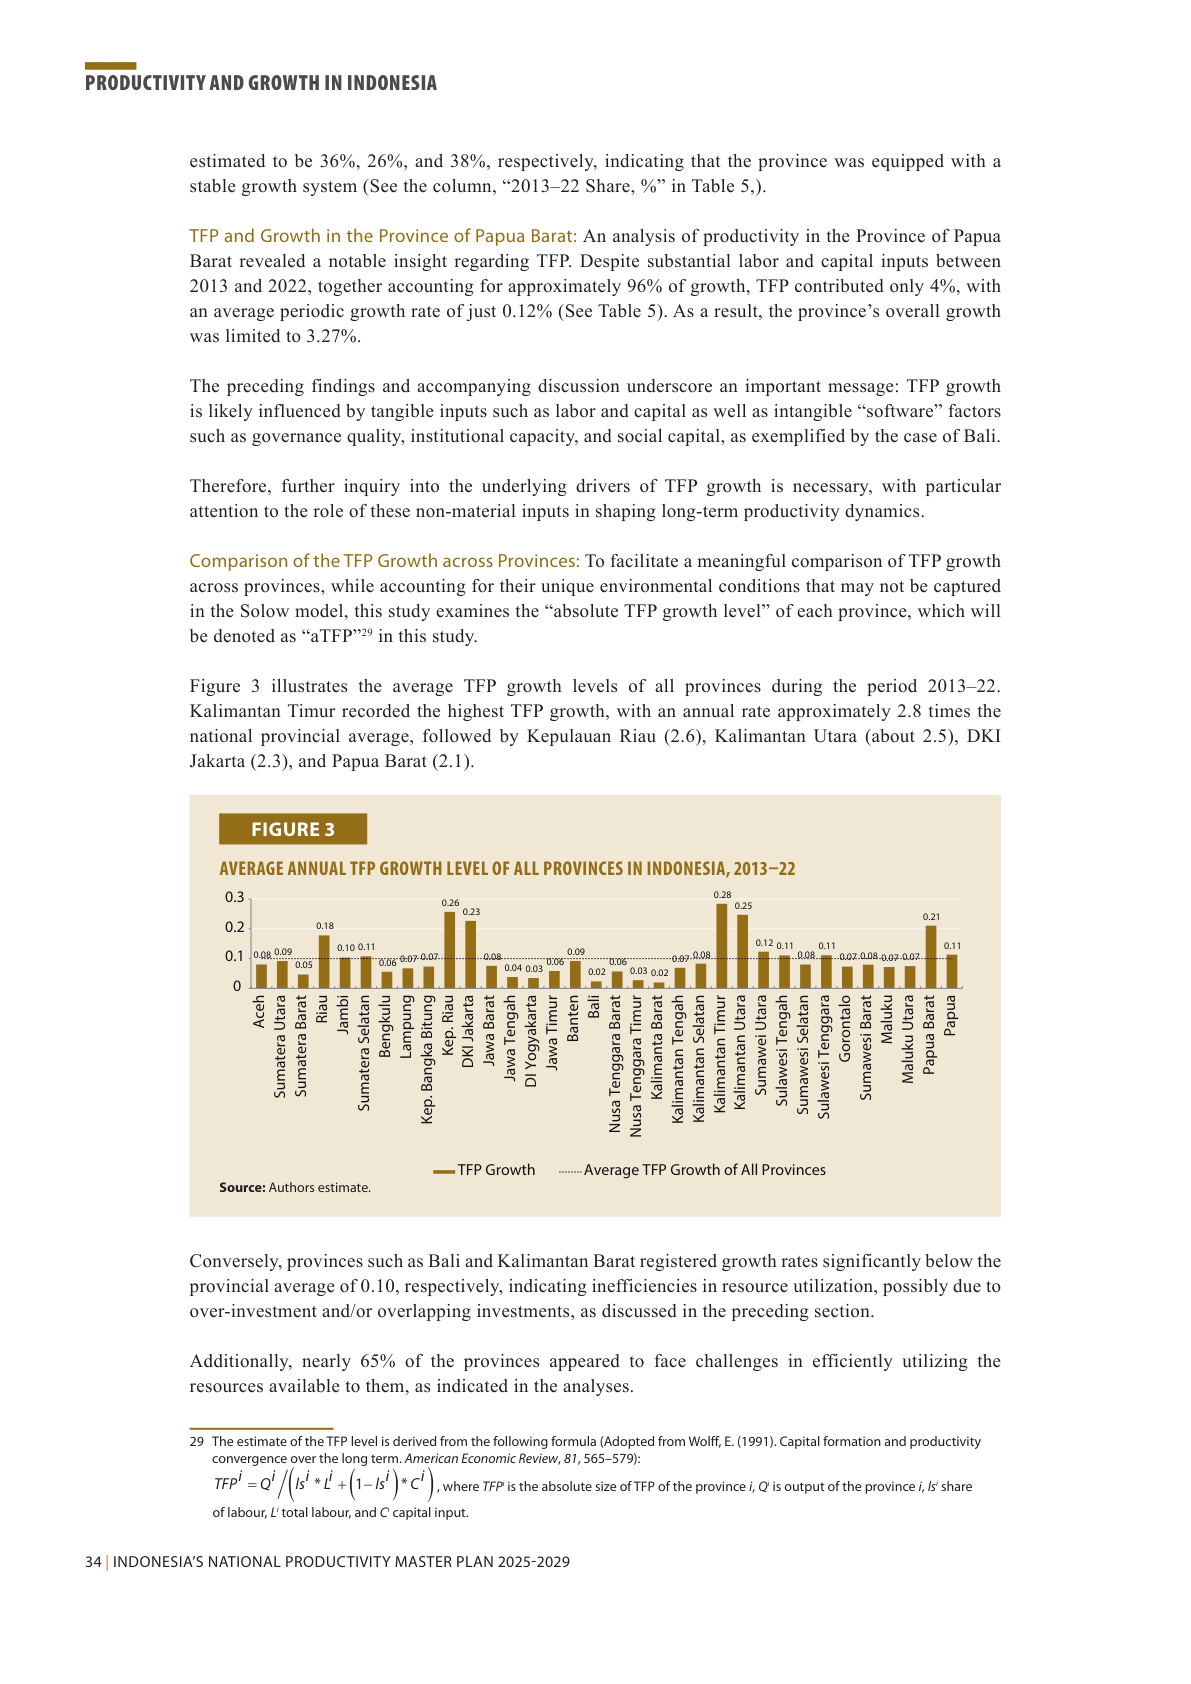 PRODUCTIVITY AND GROWTH IN INDONESIA
estimated to be 36%, 26%, and 38%, respectively, indicating that the province was equipped with a
stable growth system (See the column, “2013–22 Share, %” in Table 5,).
TFP and Growth in the Province of Papua Barat: An analysis of productivity in the Province of Papua
Barat revealed a notable insight regarding TFP. Despite substantial labor and capital inputs between
2013 and 2022, together accounting for approximately 96% of growth, TFP contributed only 4%, with
an average periodic growth rate of just 0.12% (See Table 5). As a result, the province’s overall growth
was limited to 3.27%.
The preceding findings and accompanying discussion underscore an important message: TFP growth
is likely influenced by tangible inputs such as labor and capital as well as intangible “software” factors
such as governance quality, institutional capacity, and social capital, as exemplified by the case of Bali.
Therefore, further inquiry into the underlying drivers of TFP growth is necessary, with particular
attention to the role of these non-material inputs in shaping long-term productivity dynamics.
Comparison of the TFP Growth across Provinces: To facilitate a meaningful comparison of TFP growth
across provinces, while accounting for their unique environmental conditions that may not be captured
in the Solow model, this study examines the “absolute TFP growth level” of each province, which will
be denoted as “aTFP”29 in this study.
Figure 3 illustrates the average TFP growth levels of all provinces during the period 2013–22.
Kalimantan Timur recorded the highest TFP growth, with an annual rate approximately 2.8 times the
national provincial average, followed by Kepulauan Riau (2.6), Kalimantan Utara (about 2.5), DKI
Jakarta (2.3), and Papua Barat (2.1).
FIGURE 3
AVERAGE ANNUAL TFP GROWTH LEVEL OF ALL PROVINCES IN INDONESIA, 2013–22
0.3
0.2
0.1
0
0.08 0.09 0.05 0.18 0.10 0.11 0.06 0.07 0.07 0.26 0.23 0.08 0.04 0.03 0.06 0.09 0.02 0.06 0.03 0.02 0.07 0.08 0.28 0.25 0.12 0.11 0.08 0.11 0.07 0.08 0.07 0.07 0.21 0.11
Aceh
Sumatera Utara
Sumatera Barat
Riau
Jambi
Sumatera Selatan
Bengkulu
Lampung
Kep. Bangka Bitung
Kep. Riau
DKI Jakarta
Jawa Barat
Jawa Tengah
DI Yogyakarta
Jawa Timur
Banten
Bali
Nusa Tenggara Barat
Nusa Tenggara Timur
Kalimanta Barat
Kalimantan Tengah
Kalimantan Selatan
Kalimantan Timur
Kalimantan Utara
Sumawei Utara
Sulawesi Tengah
Sumawesi Selatan
Sulawesi Tenggara
Gorontalo
Sumawesi Barat
Maluku
Maluku Utara
Papua Barat
Papua
TFP Growth
Average TFP Growth of All Provinces
Source: Authors estimate.
Conversely, provinces such as Bali and Kalimantan Barat registered growth rates significantly below the
provincial average of 0.10, respectively, indicating inefficiencies in resource utilization, possibly due to
over-investment and/or overlapping investments, as discussed in the preceding section.
Additionally, nearly 65% of the provinces appeared to face challenges in efficiently utilizing the
resources available to them, as indicated in the analyses.
29 The estimate of the TFP level is derived from the following formula (Adopted from Wolff, E. (1991). Capital formation and productivity
convergence over the long term. American Economic Review, 81, 565–579):
TFP^i = Q^i / (ls^i * L^i + (1 – ls^i) * C^i), where TFP^i is the absolute size of TFP of the province i, Q^i is output of the province i, ls^i share
of labour, L^i total labour, and C^i capital input.
34 | INDONESIA’S NATIONAL PRODUCTIVITY MASTER PLAN 2025-2029